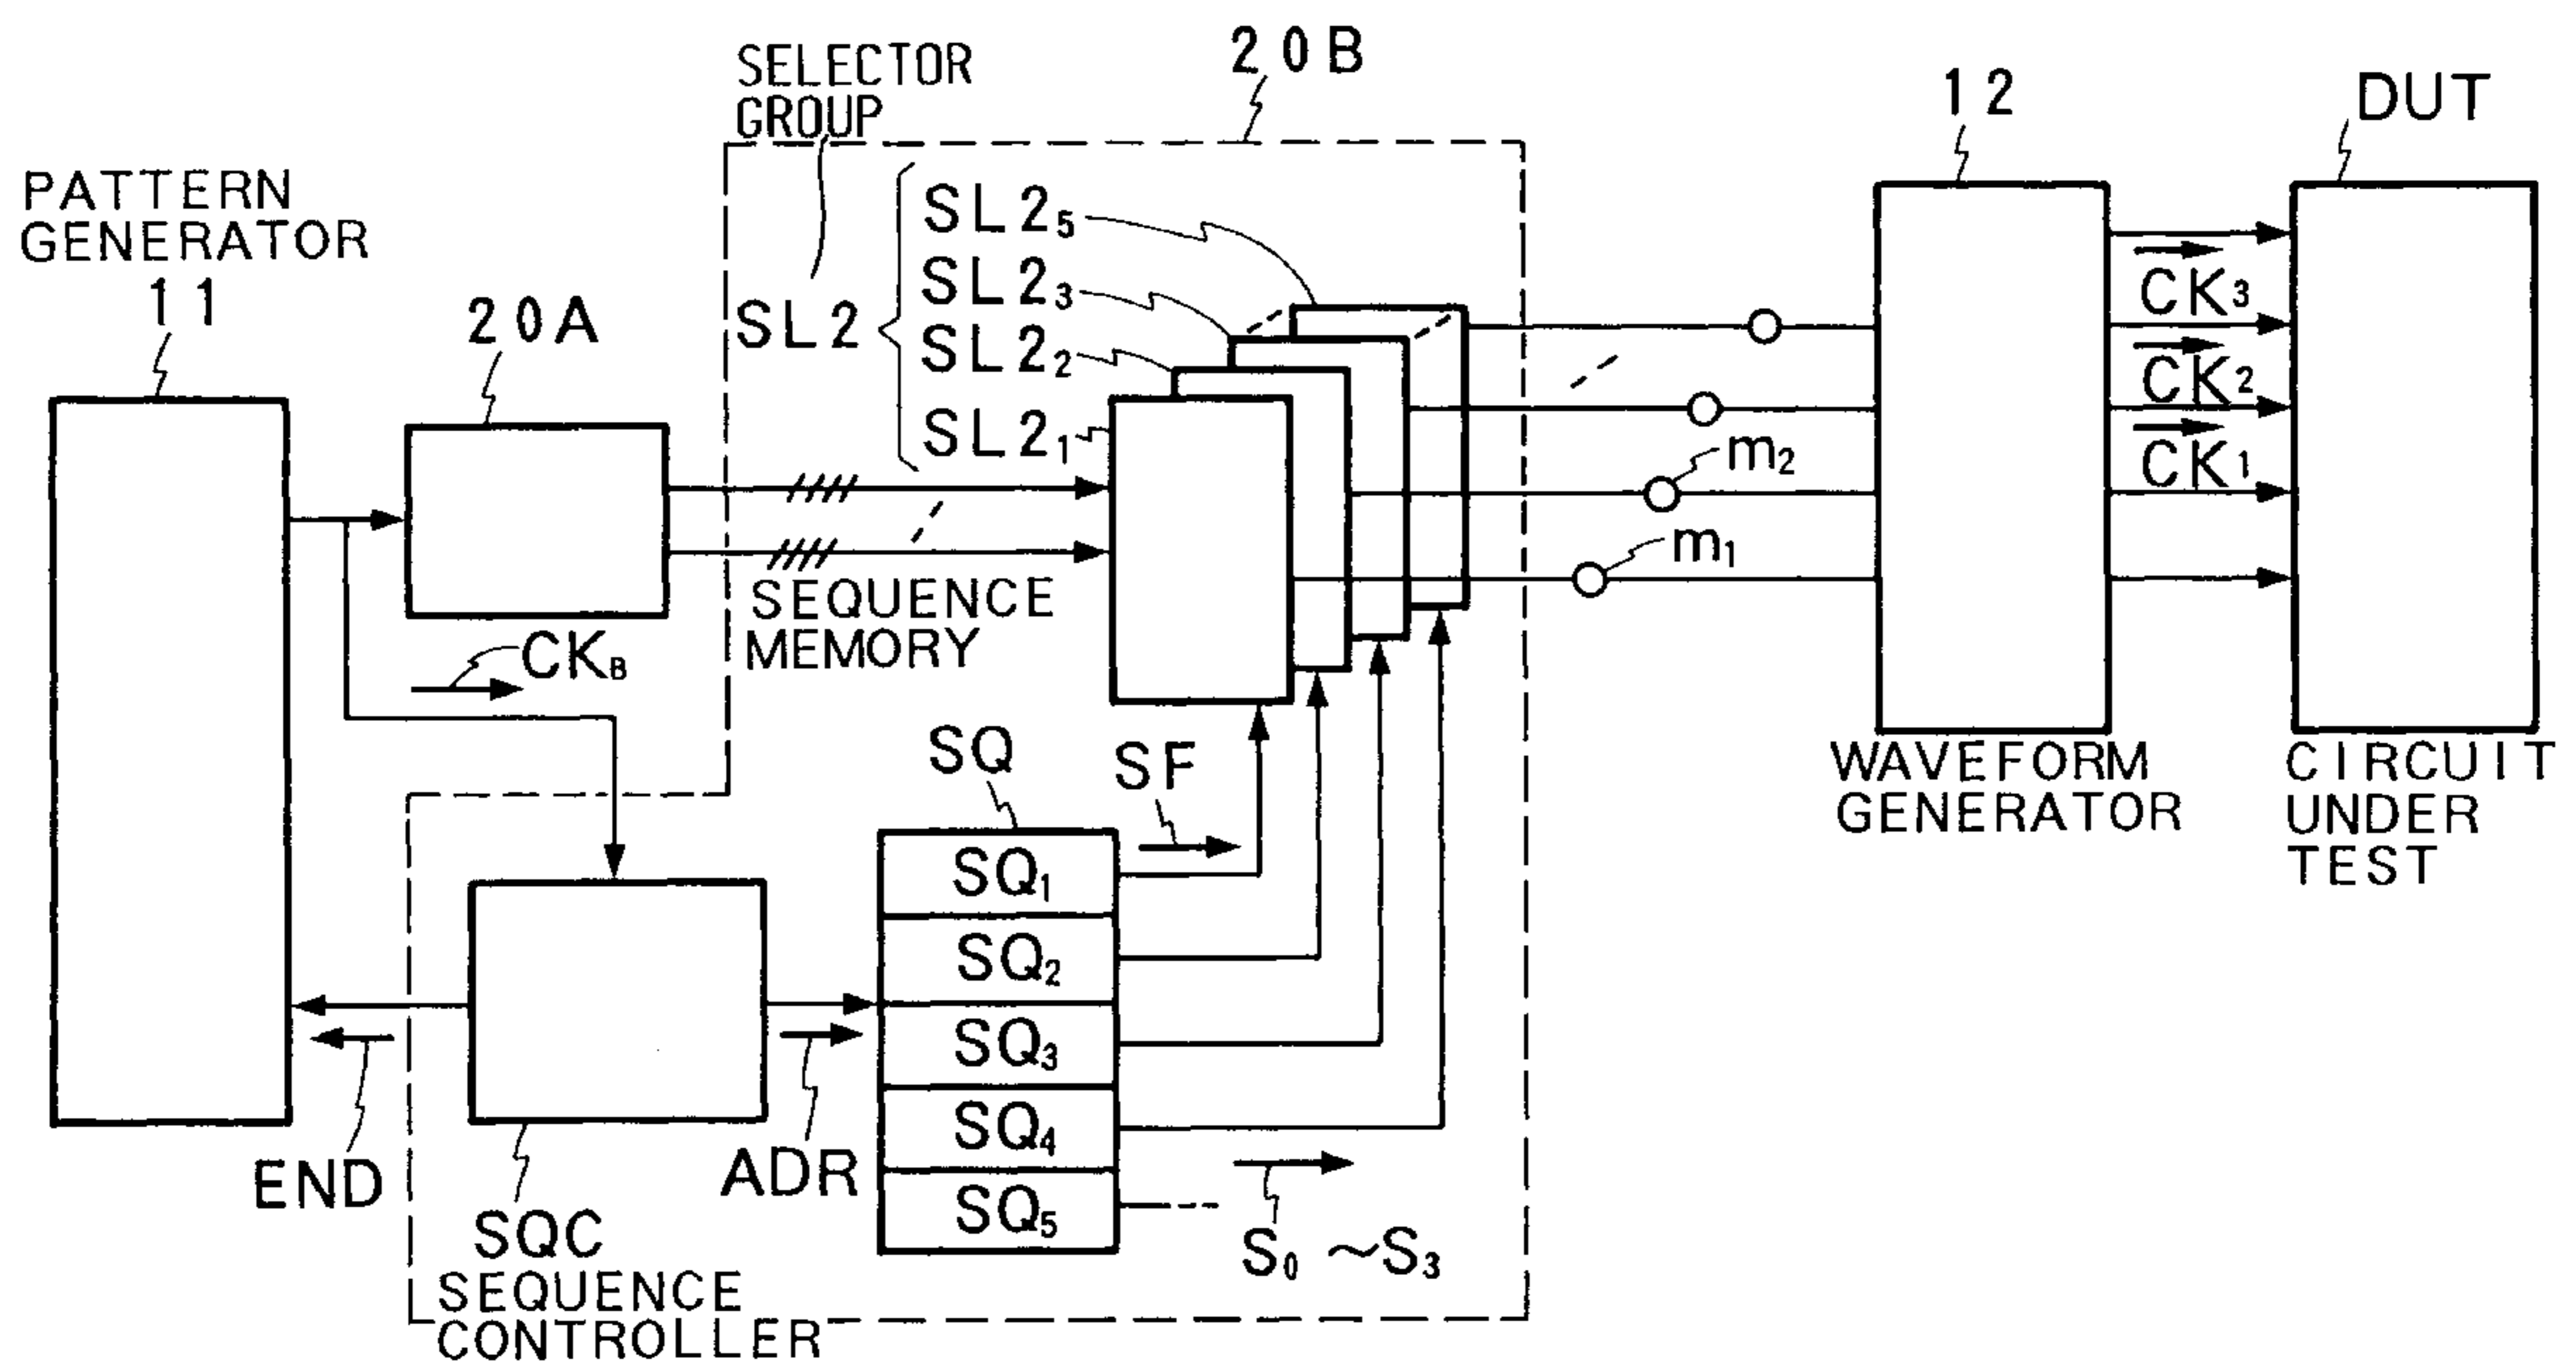 SELECTOR
GROUP
20B
12
DUT
PATTERN
GENERATOR
11
20A
SL2
SL2₅
SL2₃
SL2₂
SL2₁
CK₃
CK₂
CK₁
m₂
m₁
SEQUENCE
MEMORY
CK_B
SQ
SF
WAVEFORM
GENERATOR
CIRCUIT
UNDER
TEST
SQ₁
SQ₂
SQ₃
SQ₄
SQ₅
END
ADR
S₀ ~S₃
SQC
SEQUENCE
CONTROLLER